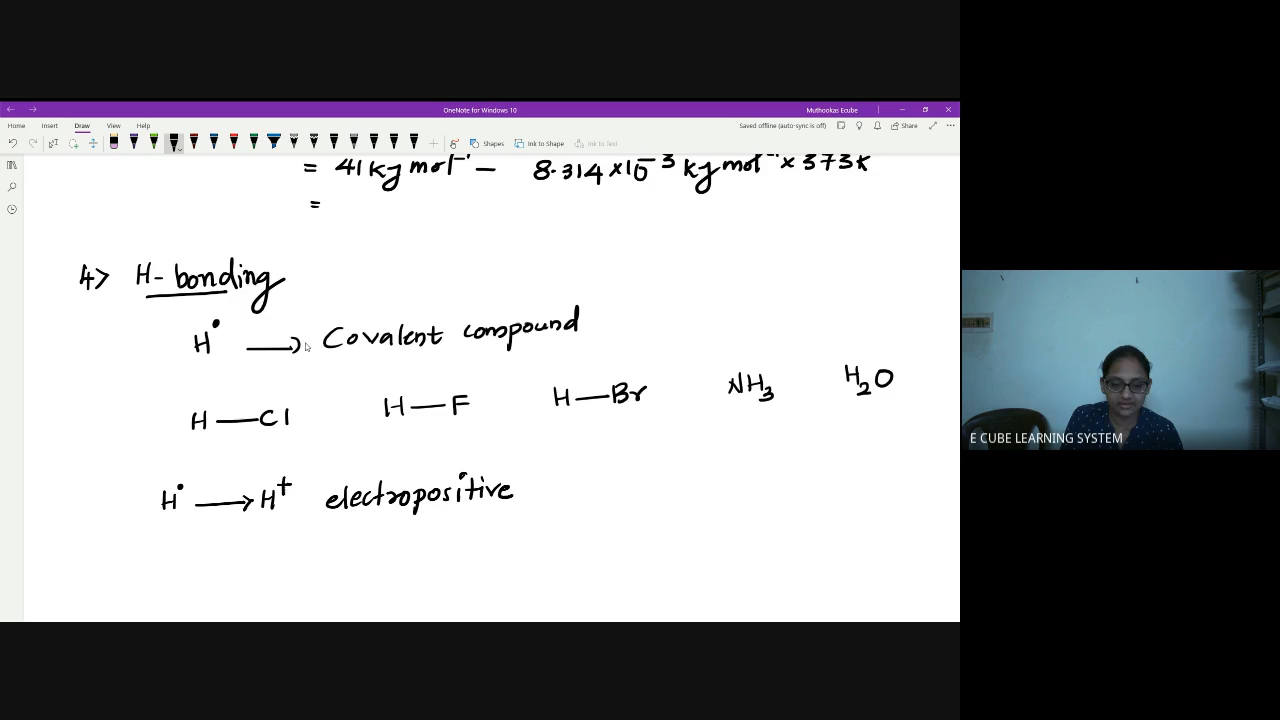 OneNote for Windows 10
Muthookas Ecube
Home Insert Draw View Help
Saved offline (auto-sync is off) Share
Shapes Ink to Shape Ink to Text
= 41 kJ mol⁻¹ − 8.314 × 10⁻³ kJ mol⁻¹ × 373K
=
4> H-bonding
H• → Covalent compound
H—Cl H—F H—Br NH₃ H₂O
H• → H⁺ electropositive
E CUBE LEARNING SYSTEM